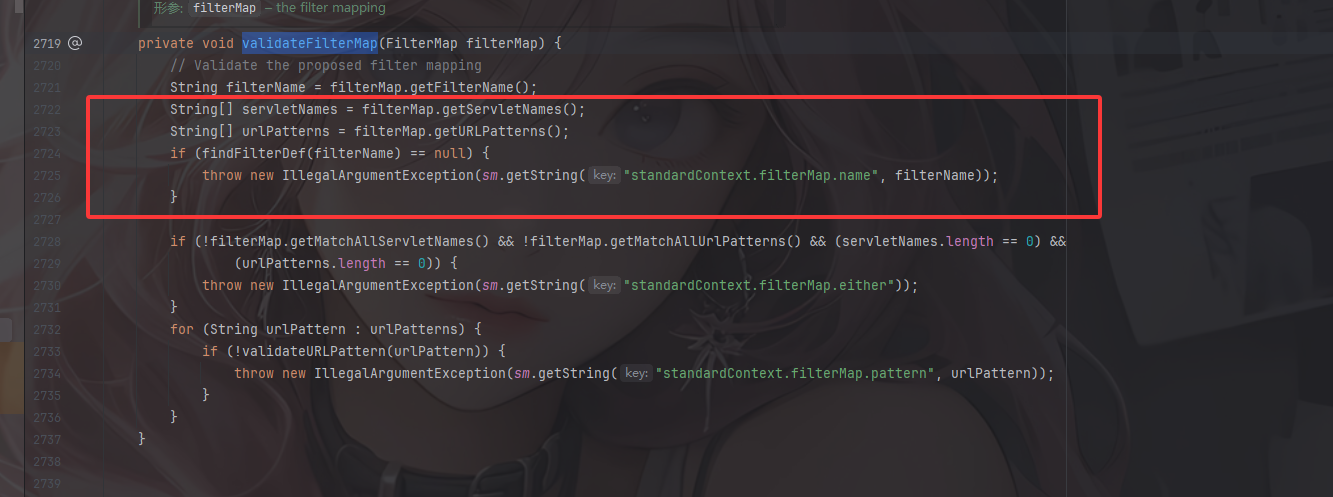 形参: filterMap – the filter mapping
2719 @ private void validateFilterMap(FilterMap filterMap) {
2720 // Validate the proposed filter mapping
2721 String filterName = filterMap.getFilterName();
2722 String[] servletNames = filterMap.getServletNames();
2723 String[] urlPatterns = filterMap.getURLPatterns();
2724 if (findFilterDef(filterName) == null) {
2725 throw new IllegalArgumentException(sm.getString( key: "standardContext.filterMap.name", filterName));
2726 }
2727
2728 if (!filterMap.getMatchAllServletNames() && !filterMap.getMatchAllUrlPatterns() && (servletNames.length == 0) &&
2729 (urlPatterns.length == 0)) {
2730 throw new IllegalArgumentException(sm.getString( key: "standardContext.filterMap.either"));
2731 }
2732 for (String urlPattern : urlPatterns) {
2733 if (!validateURLPattern(urlPattern)) {
2734 throw new IllegalArgumentException(sm.getString( key: "standardContext.filterMap.pattern", urlPattern));
2735 }
2736 }
2737 }
2738
2739